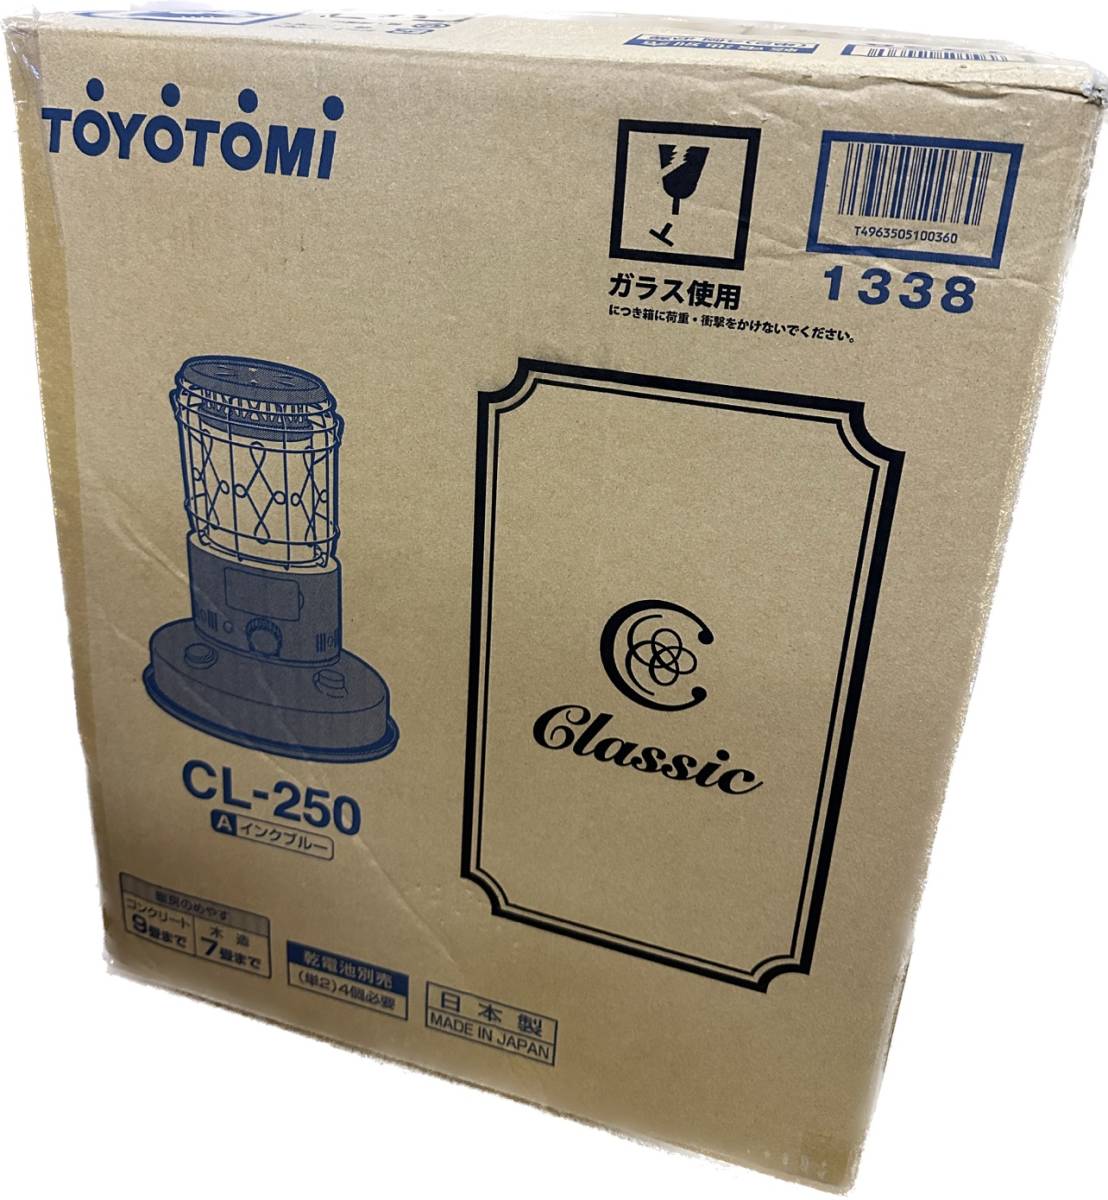 TOYOTOMI
T4963505100360
1338
ガラス使用
につき箱に荷重・衝撃をかけないでください。
C
Classic
CL-250
A インクブルー
暖房のめやす
コンクリート 木造
9畳まで 7畳まで
乾電池別売
(単2)4個必要
日本製
MADE IN JAPAN